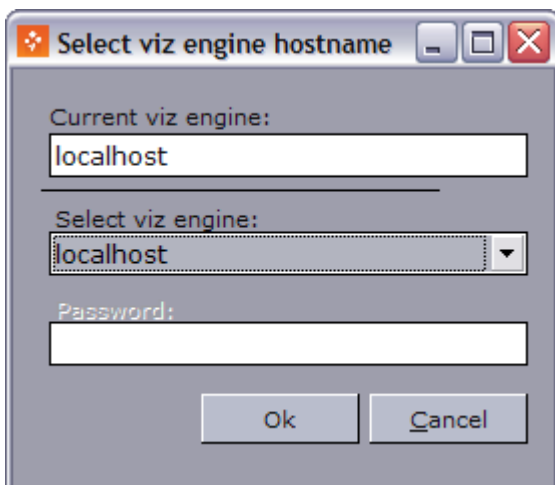 Select viz engine hostname
Current viz engine:
localhost
Select viz engine:
localhost
Password:
Ok
Cancel